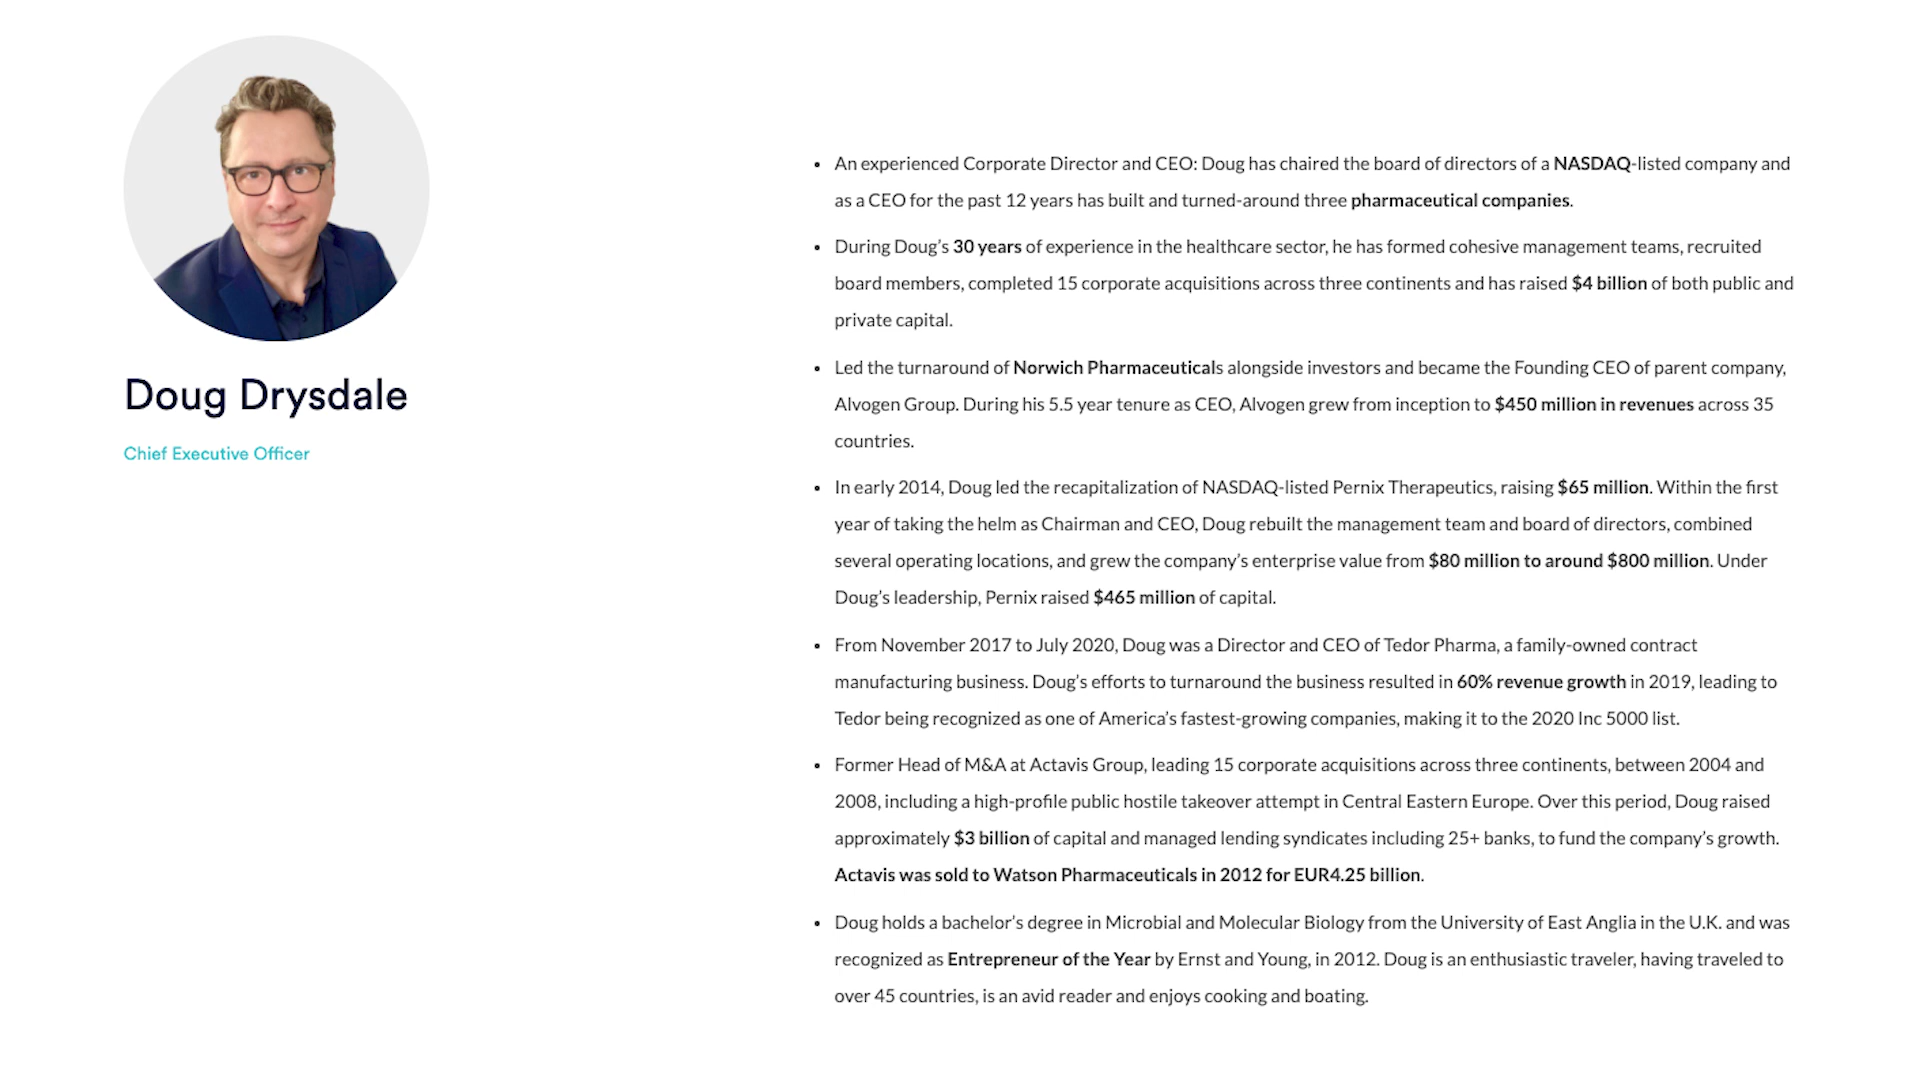 Doug Drysdale
Chief Executive Officer
• An experienced Corporate Director and CEO: Doug has chaired the board of directors of a NASDAQ-listed company and
as a CEO for the past 12 years has built and turned-around three pharmaceutical companies.
• During Doug’s 30 years of experience in the healthcare sector, he has formed cohesive management teams, recruited
board members, completed 15 corporate acquisitions across three continents and has raised $4 billion of both public and
private capital.
• Led the turnaround of Norwich Pharmaceuticals alongside investors and became the Founding CEO of parent company,
Alvogen Group. During his 5.5 year tenure as CEO, Alvogen grew from inception to $450 million in revenues across 35
countries.
• In early 2014, Doug led the recapitalization of NASDAQ-listed Pernix Therapeutics, raising $65 million. Within the first
year of taking the helm as Chairman and CEO, Doug rebuilt the management team and board of directors, combined
several operating locations, and grew the company’s enterprise value from $80 million to around $800 million. Under
Doug’s leadership, Pernix raised $465 million of capital.
• From November 2017 to July 2020, Doug was a Director and CEO of Tedor Pharma, a family-owned contract
manufacturing business. Doug’s efforts to turnaround the business resulted in 60% revenue growth in 2019, leading to
Tedor being recognized as one of America’s fastest-growing companies, making it to the 2020 Inc 5000 list.
• Former Head of M&A at Actavis Group, leading 15 corporate acquisitions across three continents, between 2004 and
2008, including a high-profile public hostile takeover attempt in Central Eastern Europe. Over this period, Doug raised
approximately $3 billion of capital and managed lending syndicates including 25+ banks, to fund the company’s growth.
Actavis was sold to Watson Pharmaceuticals in 2012 for EUR4.25 billion.
• Doug holds a bachelor’s degree in Microbial and Molecular Biology from the University of East Anglia in the U.K. and was
recognized as Entrepreneur of the Year by Ernst and Young, in 2012. Doug is an enthusiastic traveler, having traveled to
over 45 countries, is an avid reader and enjoys cooking and boating.